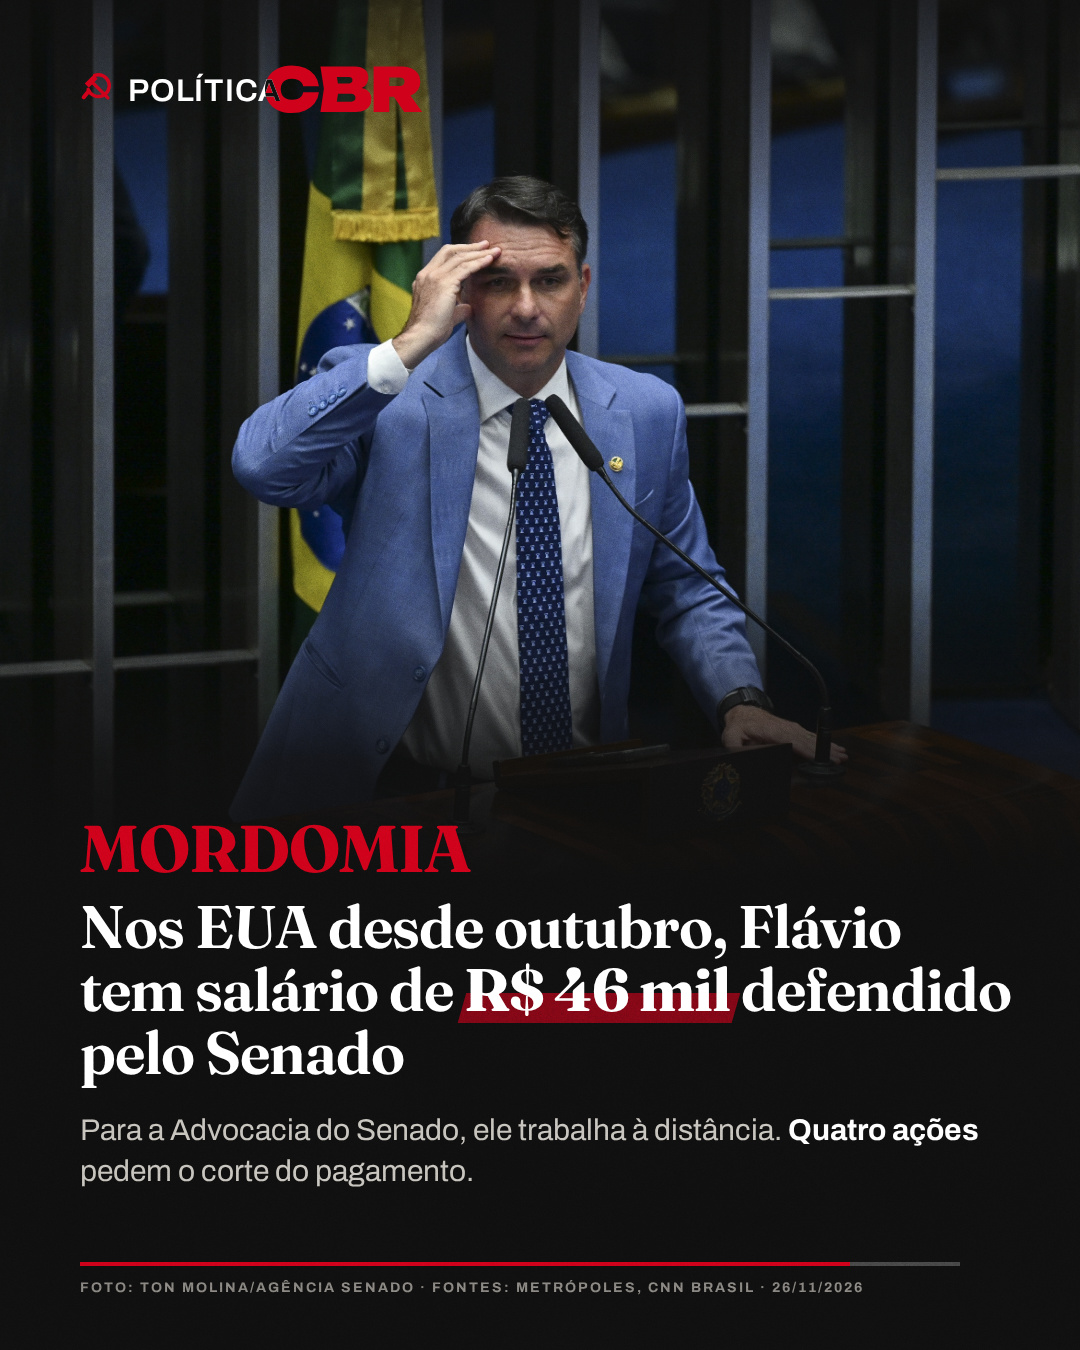 POLÍTICACBR
MORDOMIA
Nos EUA desde outubro, Flávio
tem salário de R$ 46 mil defendido
pelo Senado
Para a Advocacia do Senado, ele trabalha à distância. Quatro ações
pedem o corte do pagamento.
FOTO: TON MOLINA/AGÊNCIA SENADO · FONTES: METRÓPOLES, CNN BRASIL · 26/11/2026